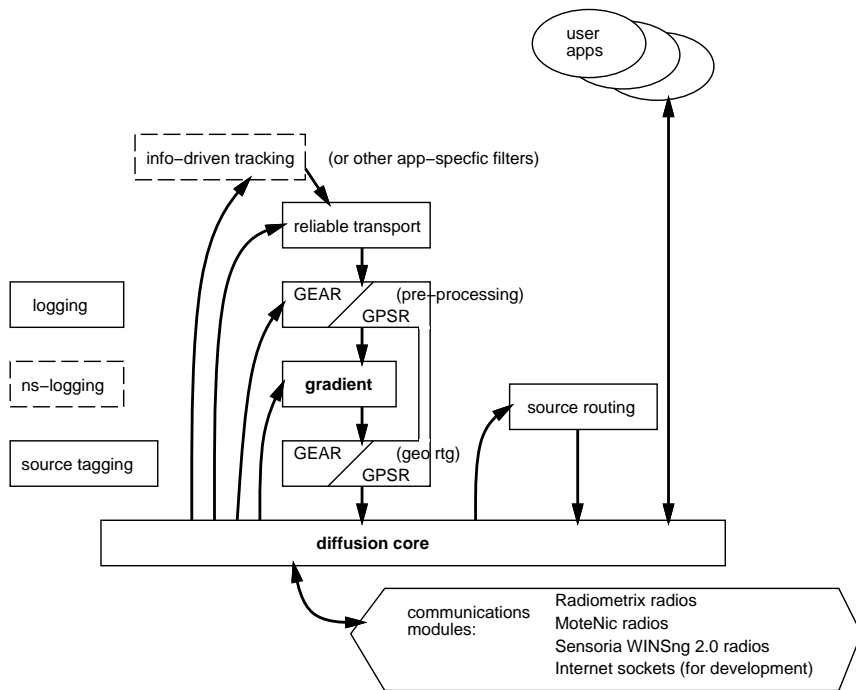 user
apps
info−driven tracking
(or other app−specfic filters)
reliable transport
logging
GEAR
(pre−processing)
GPSR
ns−logging
gradient
source routing
source tagging
GEAR
(geo rtg)
GPSR
diffusion core
communications
modules:
Radiometrix radios
MoteNic radios
Sensoria WINSng 2.0 radios
Internet sockets (for development)